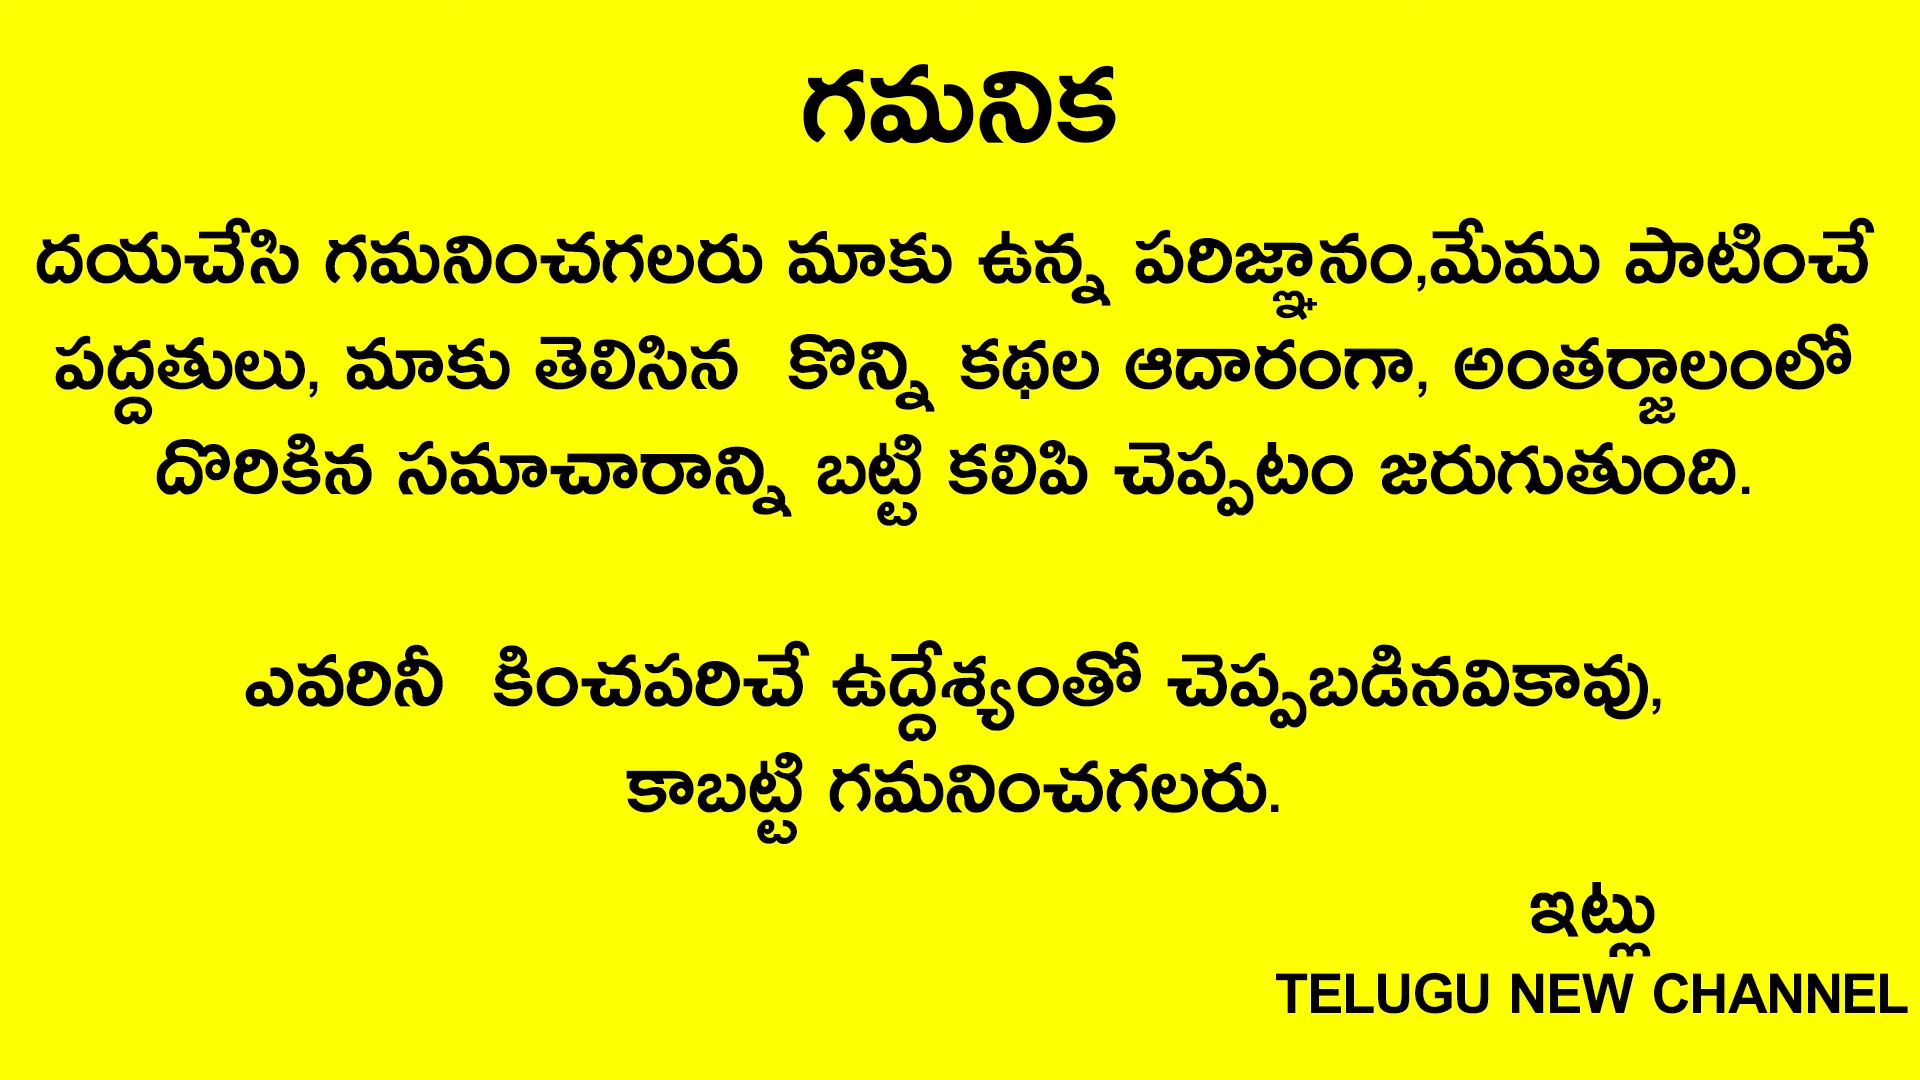 గమనిక
దయచేసి గమనించగలరు మాకు ఉన్న పరిజ్ఞానం,మేము పాటించే
పద్దతులు, మాకు తెలిసిన కొన్ని కథల ఆదారంగా, అంతర్జాలంలో
దొరికిన సమాచారాన్ని బట్టి కలిపి చెప్పటం జరుగుతుంది.
ఎవరినీ కించపరిచే ఉద్దేశ్యంతో చెప్పబడినవికావు,
కాబట్టి గమనించగలరు.
ఇట్లు
TELUGU NEW CHANNEL